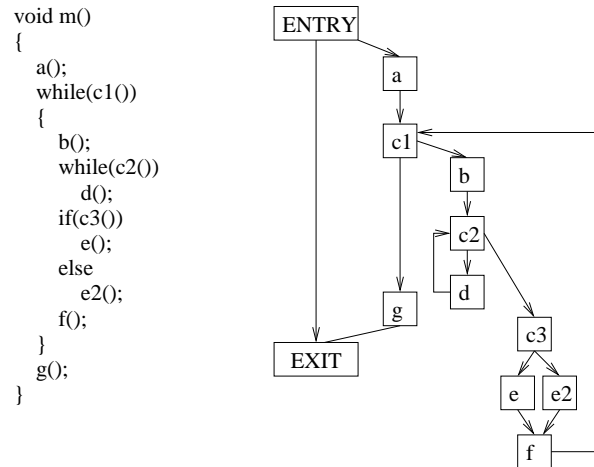 void m()
{
a();
while(c1())
{
b();
while(c2())
d();
if(c3())
e();
else
e2();
f();
}
g();
}
ENTRY
a
c1
b
c2
d
g
c3
EXIT
e e2
f